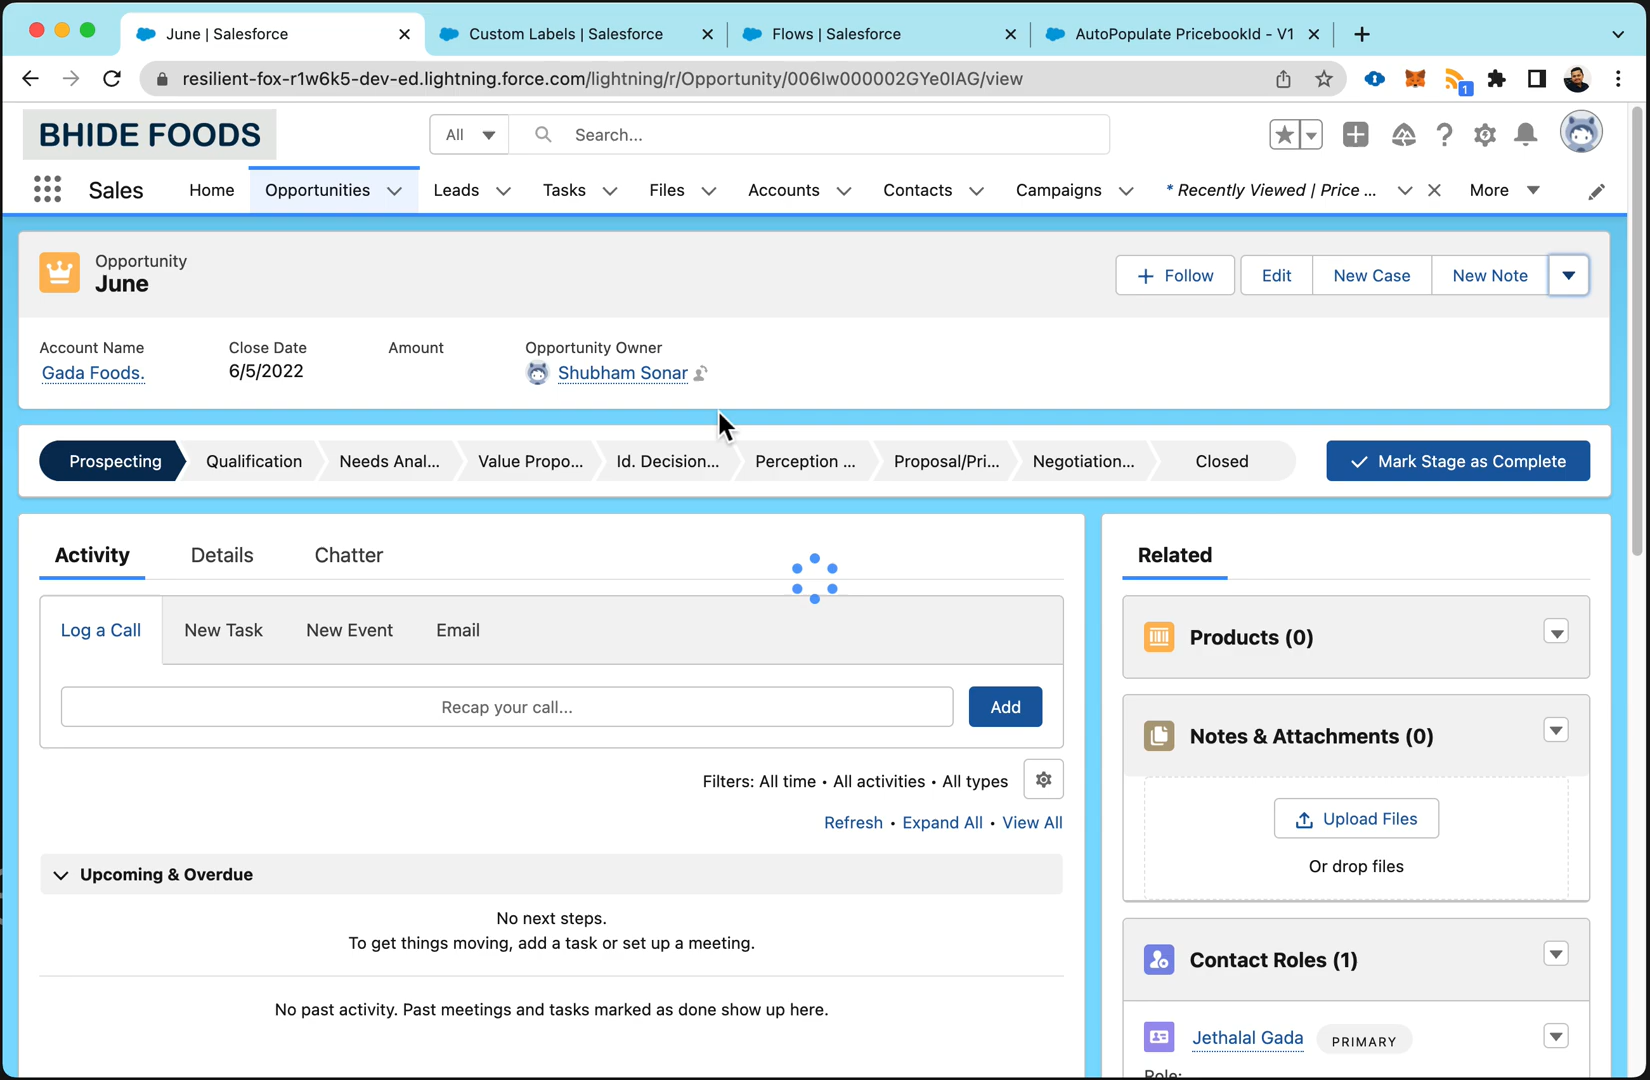 June | Salesforce
Custom Labels | Salesforce
Flows | Salesforce
AutoPopulate PricebookId - V1
resilient-fox-r1w6k5-dev-ed.lightning.force.com/lightning/r/Opportunity/006Iw000002GYe0IAG/view
1
BHIDE FOODS
All
Search...
Sales
Home
Opportunities
Leads
Tasks
Files
Accounts
Contacts
Campaigns
* Recently Viewed | Price ...
More
Opportunity
June
Follow
Edit
New Case
New Note
Account Name
Close Date
Amount
Opportunity Owner
Gada Foods.
6/5/2022
Shubham Sonar
Prospecting
Qualification
Needs Anal...
Value Propo...
Id. Decision...
Perception ...
Proposal/Pri...
Negotiation...
Closed
Mark Stage as Complete
Activity
Details
Chatter
Related
Log a Call
New Task
New Event
Email
Recap your call...
Add
Products (0)
Notes & Attachments (0)
Filters: All time • All activities • All types
Refresh • Expand All • View All
Upload Files
Or drop files
Upcoming & Overdue
No next steps.
To get things moving, add a task or set up a meeting.
Contact Roles (1)
No past activity. Past meetings and tasks marked as done show up here.
Jethalal Gada
PRIMARY
Role: